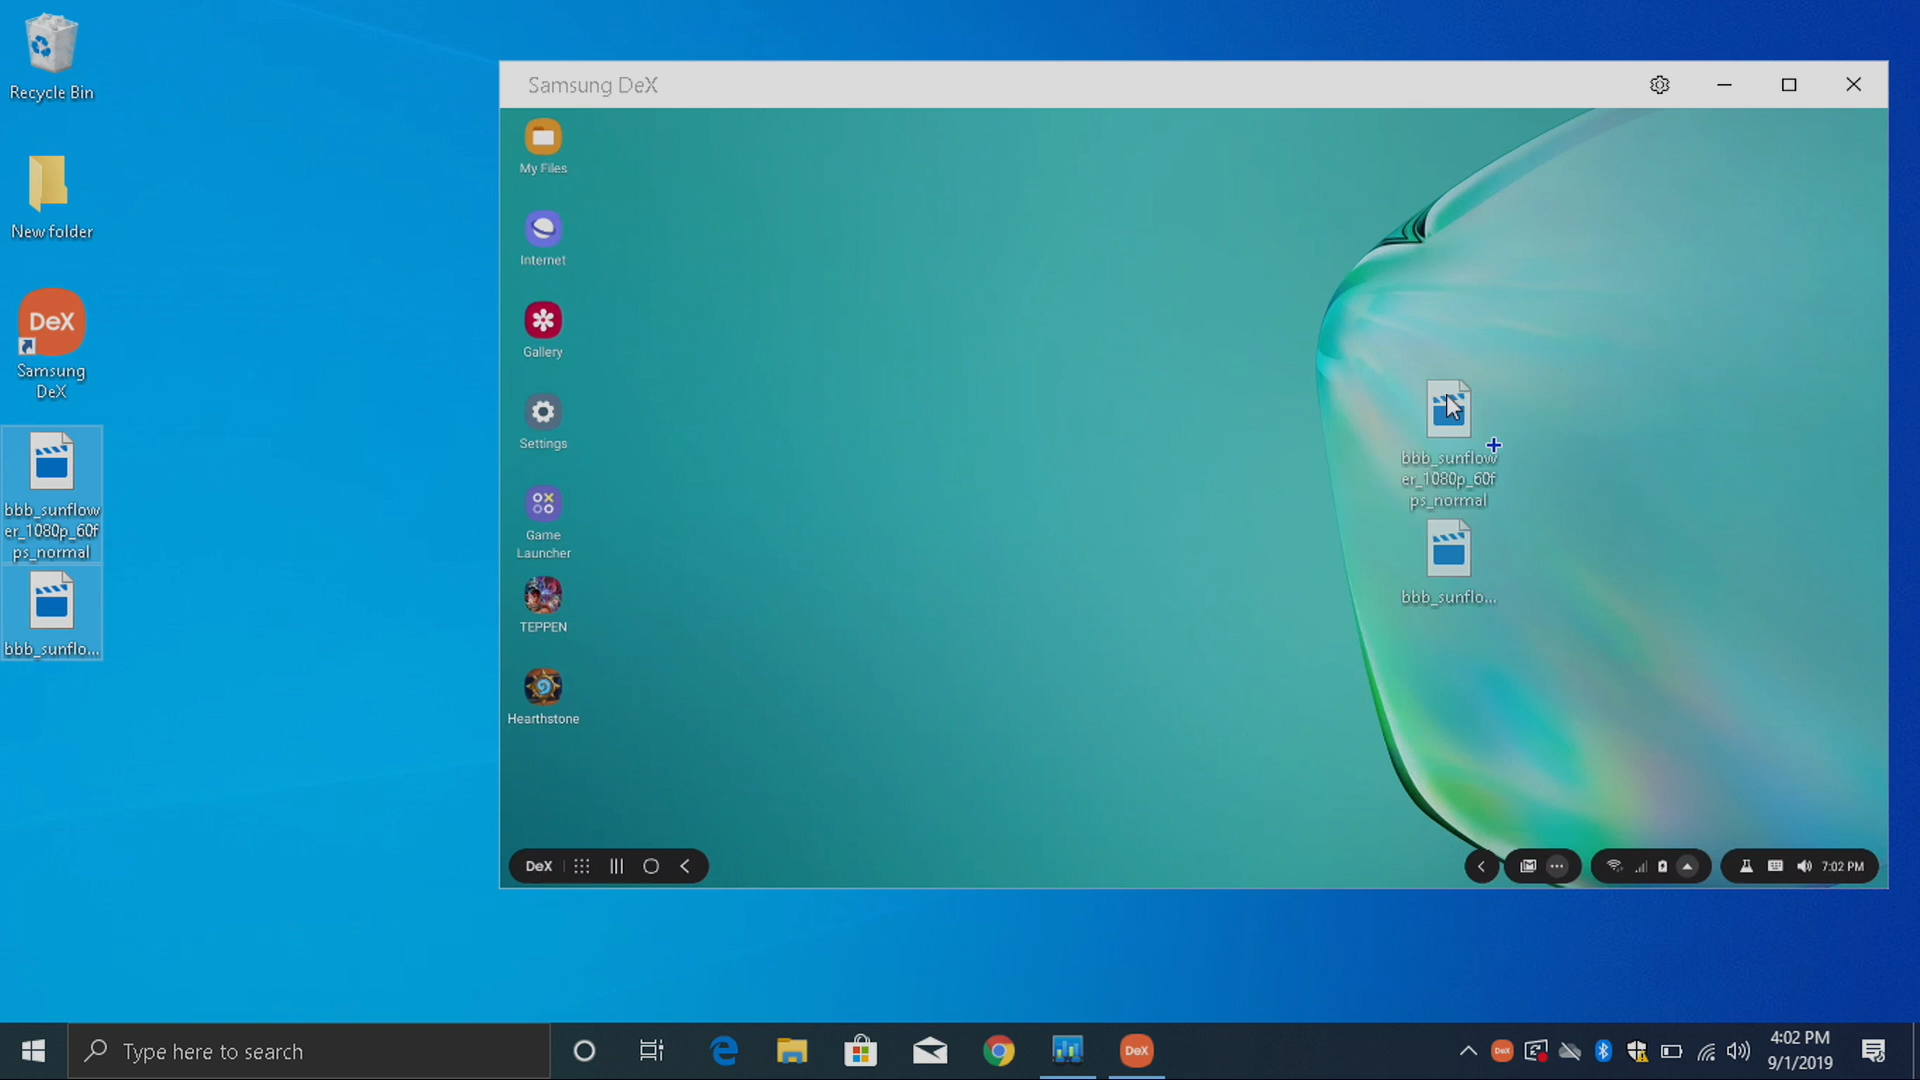 Recycle Bin
New folder
DeX
Samsung
DeX
bbb_sunflow
er_1080p_60f
ps_normal
bbb_sunflo...
Samsung DeX
My Files
Internet
Gallery
Settings
Game
Launcher
TEPPEN
Hearthstone
bbb_sunflow
er_1080p_60f
ps_normal
bbb_sunflo...
DeX
7:02 PM
Type here to search
DeX
DeX
4:02 PM
9/1/2019